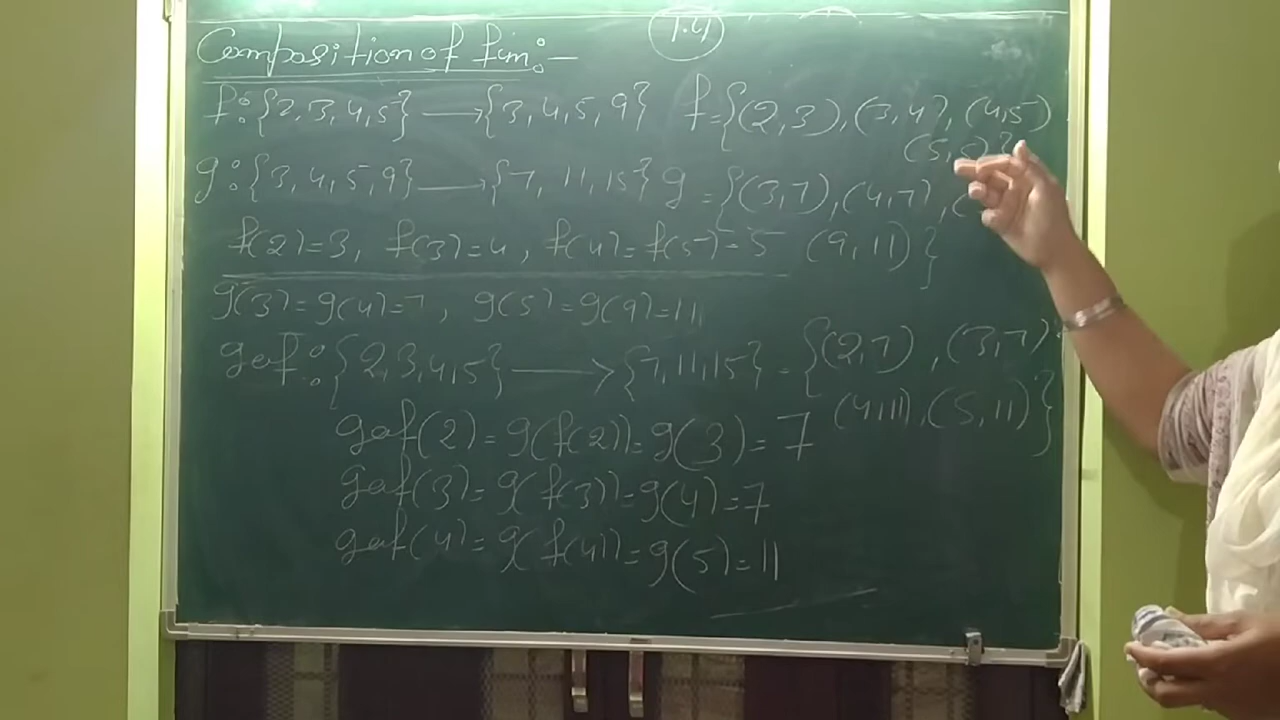 1.4
Composition of fun:-
f:{2,3,4,5} → {3,4,5,9} f={(2,3),(3,4),(4,5)
(5,5)}
g:{3,4,5,9} → {7,11,15} g={(3,7),(4,7),(
f(2)=3, f(3)=4, f(4)=f(5)=5 (9,11)}
g(3)=g(4)=7, g(5)=g(9)=11
gof:{2,3,4,5} → {7,11,15} = {(2,7),(3,7).
(4,11),(5,11)}
gof(2)=g(f(2))=g(3)=7
gof(3)=g(f(3))=g(4)=7
gof(4)=g(f(4))=g(5)=11